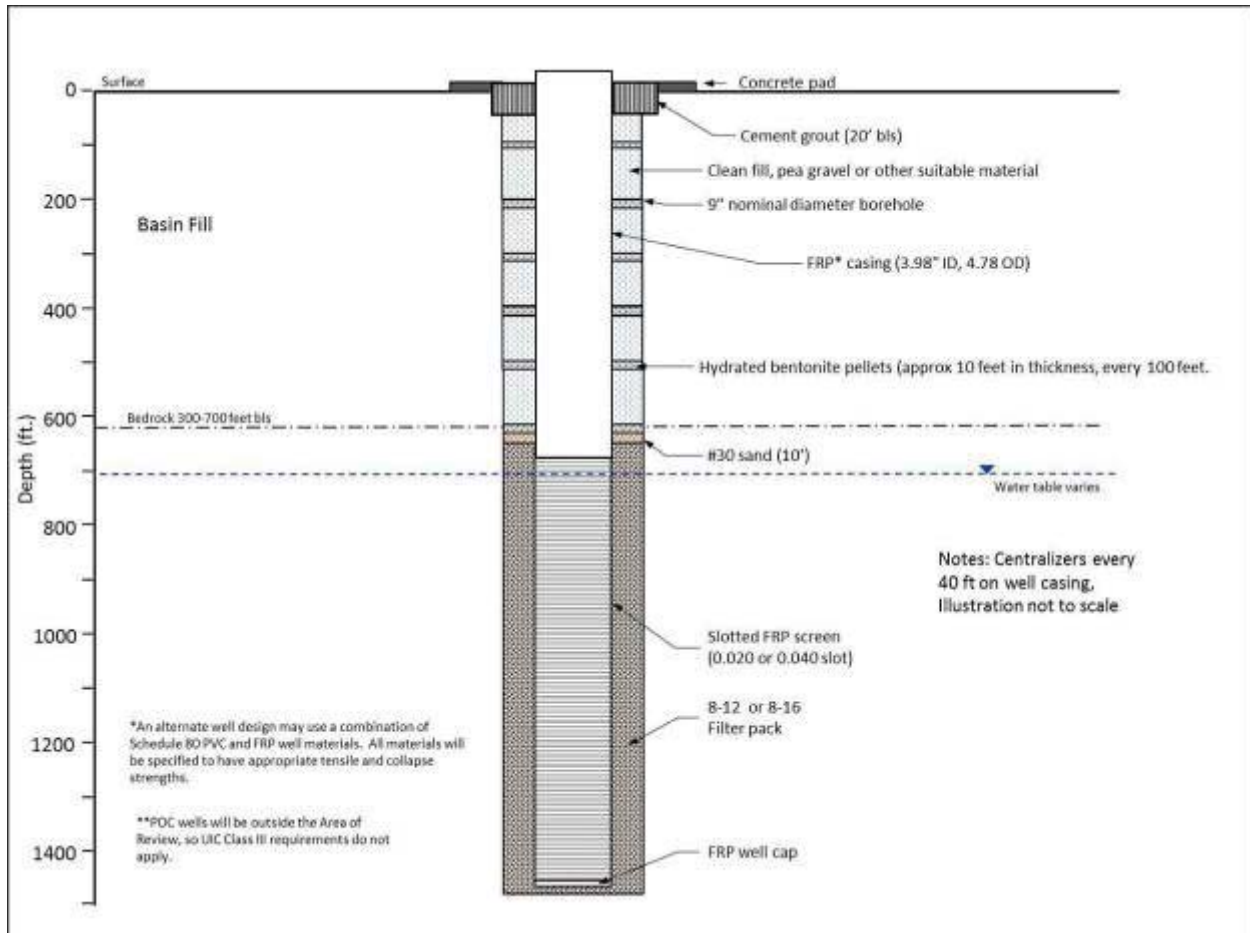 Surface
0
Concrete pad
Cement grout (20' bls)
Clean fill, pea gravel or other suitable material
200
9" nominal diameter borehole
Basin Fill
FRP* casing (3.98" ID, 4.78 OD)
400
Hydrated bentonite pellets (approx 10 feet in thickness, every 100 feet.
Bedrock 300-700 feet bls
600
#30 sand (10')
Depth (ft.)
Water table varies
800
Notes: Centralizers every
40 ft on well casing,
Illustration not to scale
1000
Slotted FRP screen
(0.020 or 0.040 slot)
8-12 or 8-16
Filter pack
*An alternate well design may use a combination of
Schedule 80 PVC and FRP well materials. All materials will
be specified to have appropriate tensile and collapse
strengths.
1200
**POC wells will be outside the Area of
Review, so UIC Class III requirements do not
apply.
1400
FRP well cap